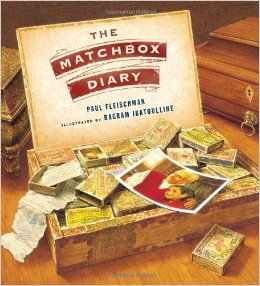 THE
MATCHBOX
DIARY
PAUL FLEISCHMAN
ILLUSTRATED BY BAGRAM IBATOULLINE